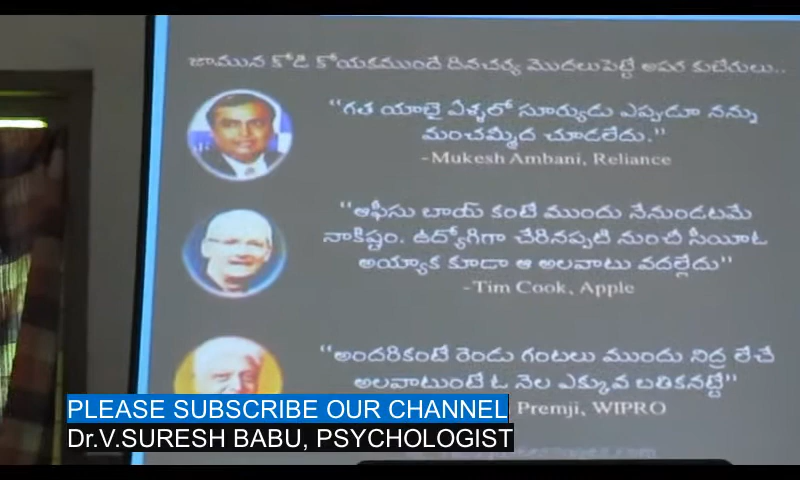 జామున కోడి కోయకముందే దినచర్య మొదలుపెట్టే అపర కుబేరులు..
“గత యాభై ఏళ్ళలో సూర్యుడు ఎప్పుడూ నన్ను
మంచమ్మీద చూడలేదు.”
-Mukesh Ambani, Reliance
“ఆఫీసు బాయ్ కంటే ముందు నేనుండటమే
నాకిష్టం. ఉద్యోగిగా చేరినప్పటి నుంచీ సీయీఓ
అయ్యాక కూడా ఆ అలవాటు వదల్లేదు”
-Tim Cook, Apple
“అందరికంటే రెండు గంటలు ముందు నిద్ర లేచే
అలవాటుంటే ఓ నెల ఎక్కువ బతికనట్టే”
Premji, WIPRO
PLEASE SUBSCRIBE OUR CHANNEL
Dr.V.SURESH BABU, PSYCHOLOGIST